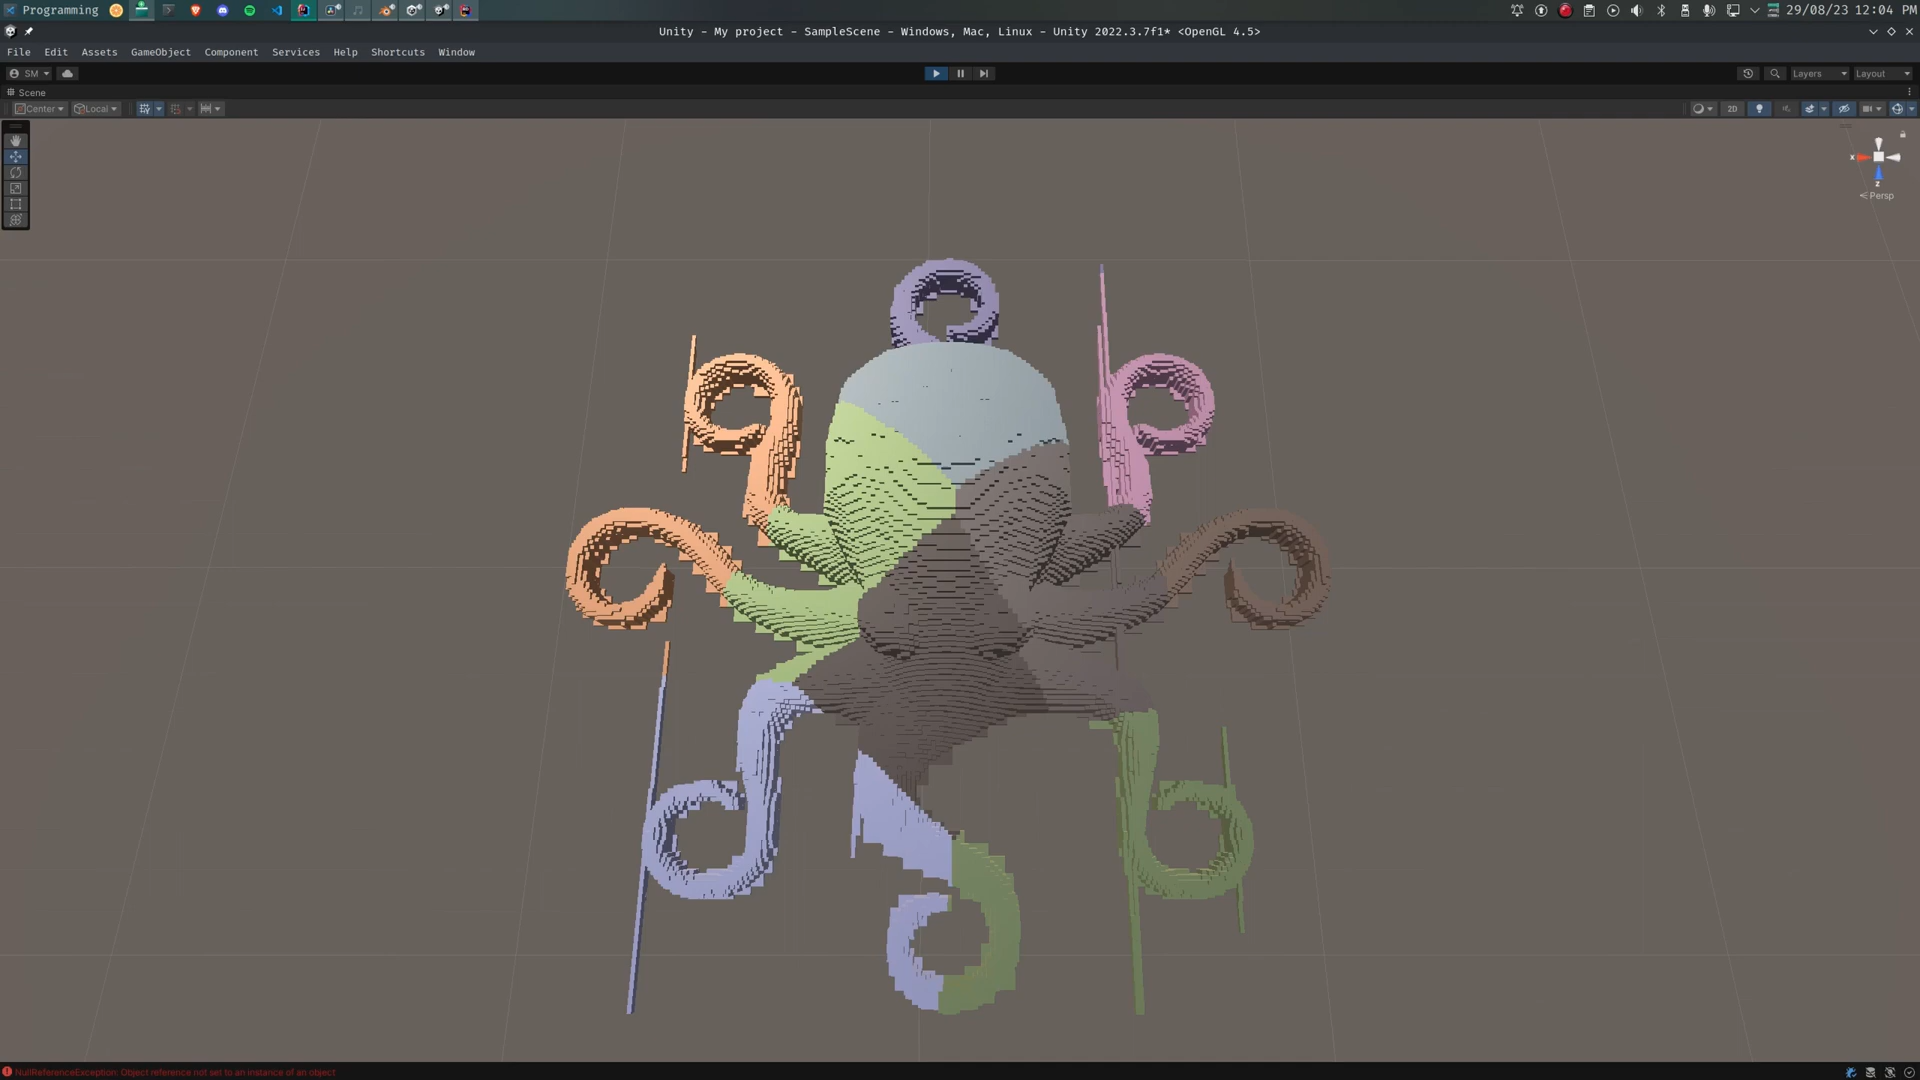 Programming 29/08/23 12:04 PM
Unity - My project - SampleScene - Windows, Mac, Linux - Unity 2022.3.7f1* <OpenGL 4.5>
File Edit Assets GameObject Component Services Help Shortcuts Window
SM Layers Layout
Scene
Center Local 2D
x
z
< Persp
NullReferenceException: Object reference not set to an instance of an object